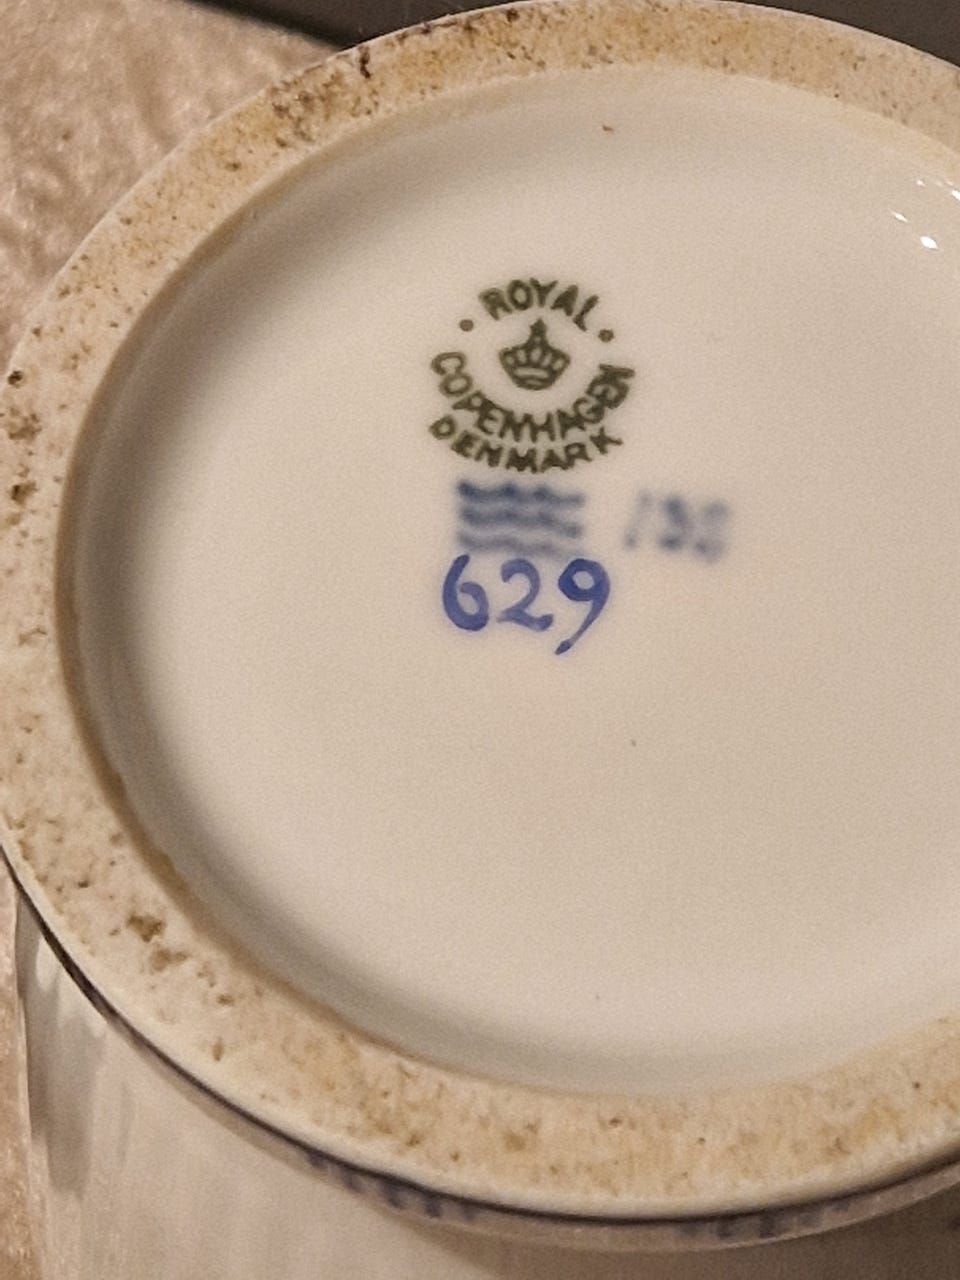 ROYAL
COPENHAGEN
DENMARK
629